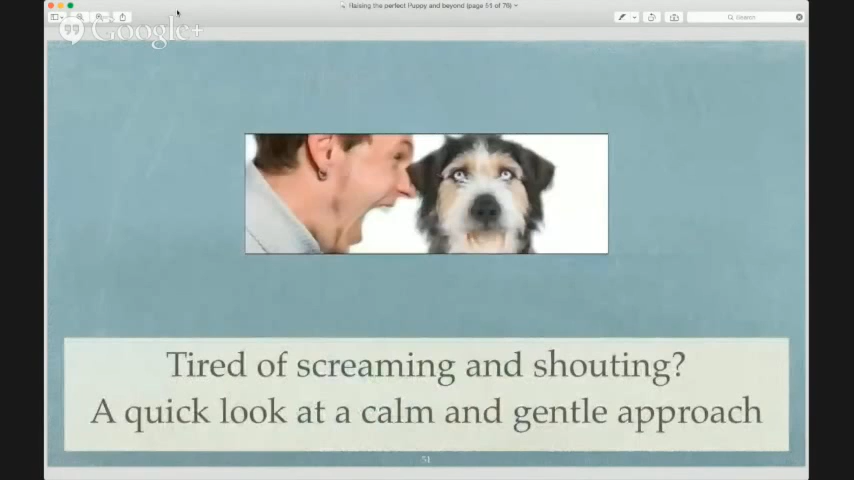 Raising the perfect Puppy and beyond (page 51 of 76)
Search
Google+
Tired of screaming and shouting?
A quick look at a calm and gentle approach
51